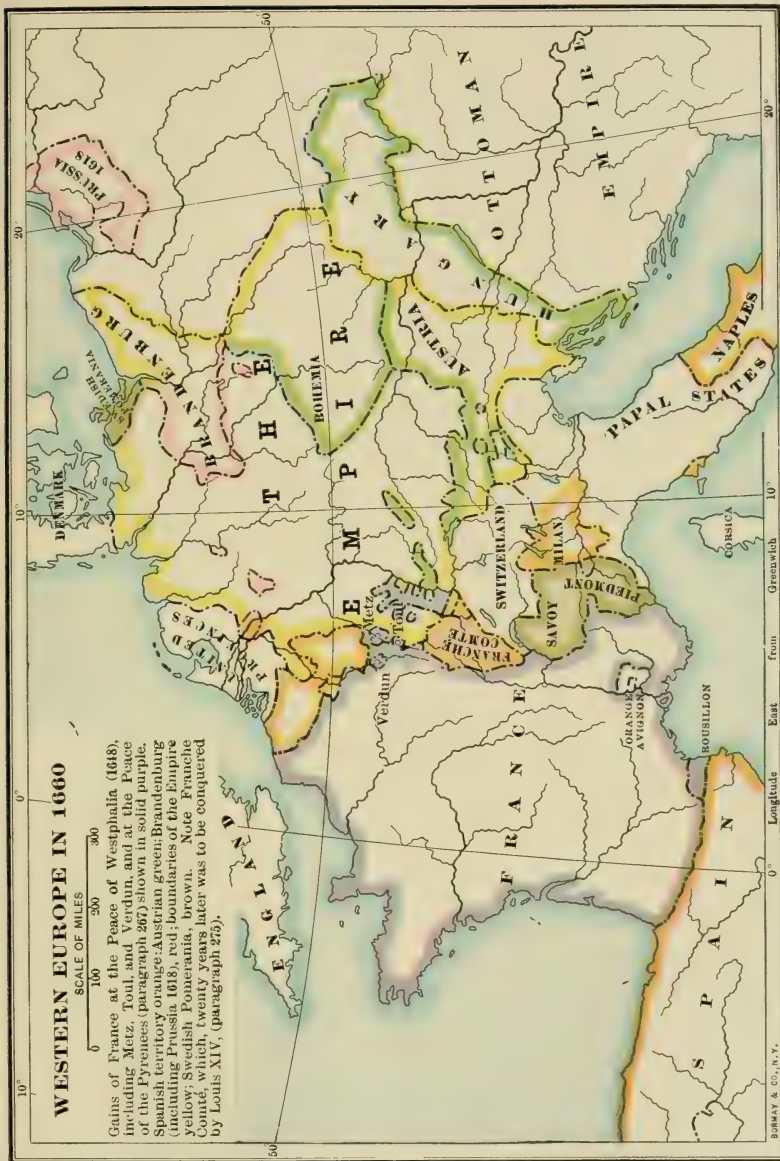 WESTERN EUROPE IN 1660
SCALE OF MILES
0 100 200 300
Gains of France at the Peace of Westphalia (1648),
including Metz, Toul, and Verdun, and at the Peace
of the Pyrenees (paragraph 267) shown in solid purple.
Spanish territory orange; Austrian green; Brandenburg
(including Prussia 1618), red; boundaries of the Empire
yellow; Swedish Pomerania, brown. Note Franche
Comté, which, twenty years later was to be conquered
by Louis XIV, (paragraph 275).
10°
0°
10°
20°
50
50
DENMARK
SWEDISH
POMERANIA
PRUSSIA
1618
BRANDENBURG
ENGLAND
UNITED
PROVINCES
THE
EMPIRE
BOHEMIA
Metz
Toul
Verdun
AUSTRIA
HUNGARY
OTTOMAN
EMPIRE
FRANCE
FRANCHE
COMTE
SWITZERLAND
SAVOY
PIEDMONT
MILAN
ORANGE
AVIGNON
ROUSILLON
SPAIN
CORSICA
PAPAL STATES
NAPLES
0°
Longitude East from Greenwich
10°
20°
BORMAY & CO., N.Y.